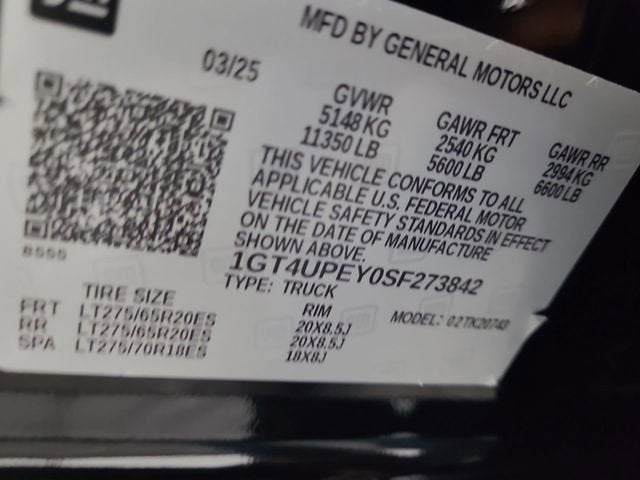 MFD BY GENERAL MOTORS LLC
03/25
GVWR
5148 KG
11350 LB
GAWR FRT
2540 KG
5600 LB
GAWR RR
2994 KG
6600 LB
THIS VEHICLE CONFORMS TO ALL
APPLICABLE U.S. FEDERAL MOTOR
VEHICLE SAFETY STANDARDS IN EFFECT
ON THE DATE OF MANUFACTURE
SHOWN ABOVE.
1GT4UPEY0SF273842
TYPE: TRUCK
TIRE SIZE
RIM
MODEL:
FRT LT275/65R20ES 20X8.5J
RR LT275/65R20ES 20X8.5J
SPA LT275/70R18ES 18X8J